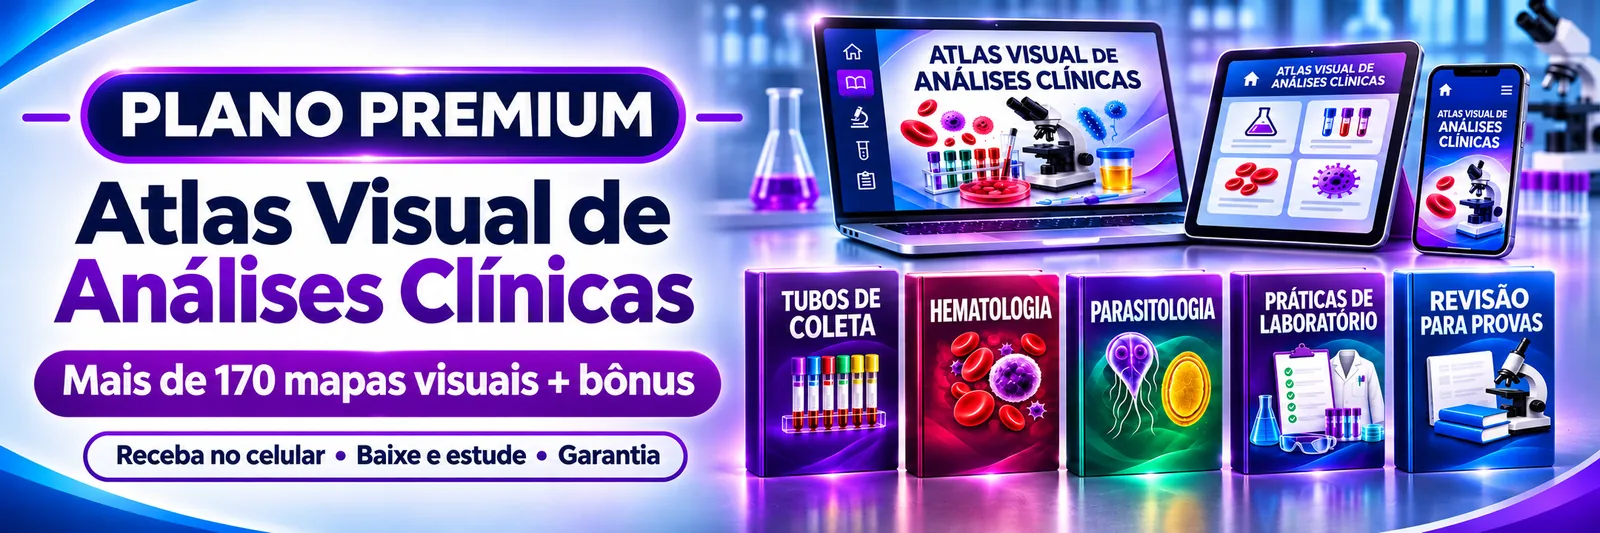 PLANO PREMIUM
Atlas Visual de
Análises Clínicas
Mais de 170 mapas visuais + bônus
Receba no celular • Baixe e estude • Garantia
ATLAS VISUAL DE
ANÁLISES CLÍNICAS
ATLAS VISUAL DE
ANÁLISES CLÍNICAS
ATLAS VISUAL DE
ANÁLISES
CLÍNICAS
TUBOS DE
COLETA
HEMATOLOGIA
PARASITOLOGIA
PRÁTICAS DE
LABORATÓRIO
REVISÃO
PARA PROVAS